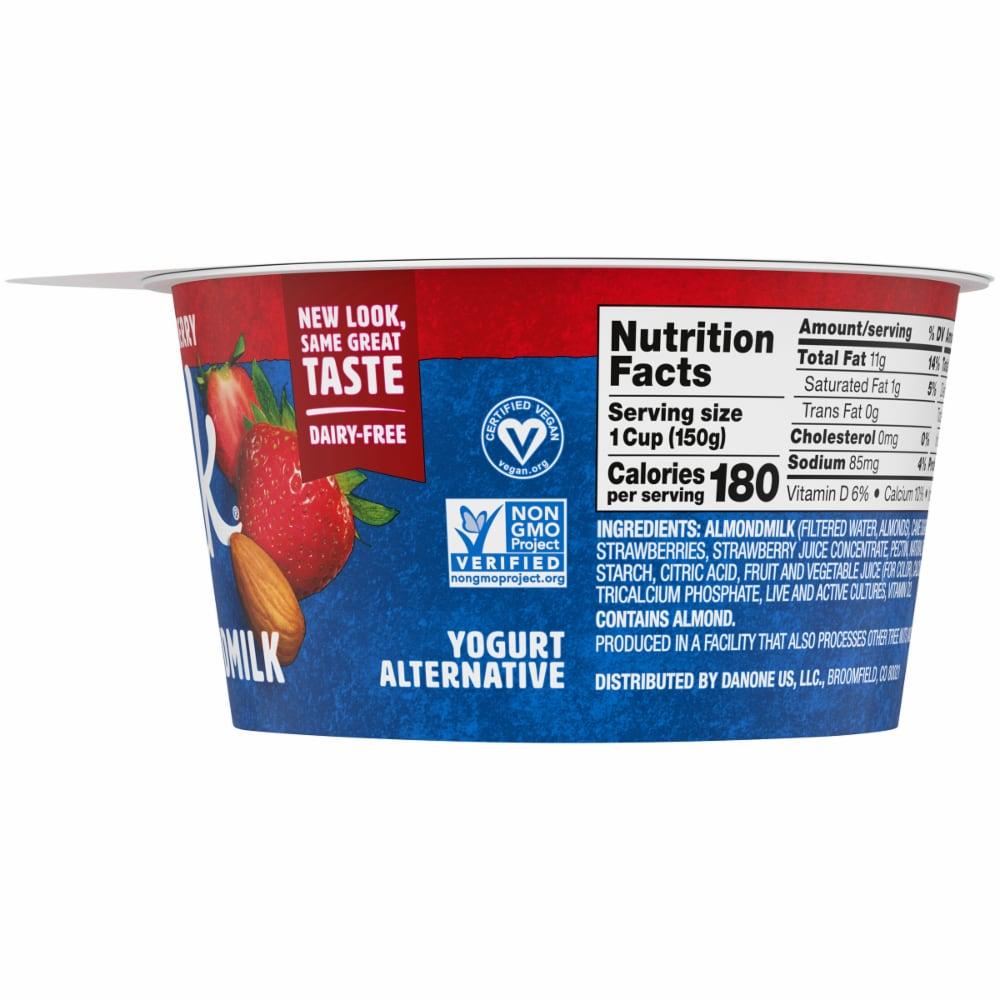 ERRY
k®
DMILK
NEW LOOK,
SAME GREAT
TASTE
DAIRY-FREE
CERTIFIED VEGAN
V
vegan.org
NON
GMO
Project
VERIFIED
nongmoproject.org
YOGURT
ALTERNATIVE
Nutrition
Facts
Serving size
1 Cup (150g)
Calories
per serving 180
Amount/serving % DV
Total Fat 11g 14%
Saturated Fat 1g 5%
Trans Fat 0g
Cholesterol 0mg 0%
Sodium 85mg 4%
Vitamin D 6% • Calcium 10% •
INGREDIENTS: ALMONDMILK (FILTERED WATER, ALMONDS), CANE
STRAWBERRIES, STRAWBERRY JUICE CONCENTRATE, PECTIN,
STARCH, CITRIC ACID, FRUIT AND VEGETABLE JUICE (FOR COLOR),
TRICALCIUM PHOSPHATE, LIVE AND ACTIVE CULTURES, VITAMIN
CONTAINS ALMOND.
PRODUCED IN A FACILITY THAT ALSO PROCESSES OTHER TREE
DISTRIBUTED BY DANONE US, LLC., BROOMFIELD, CO